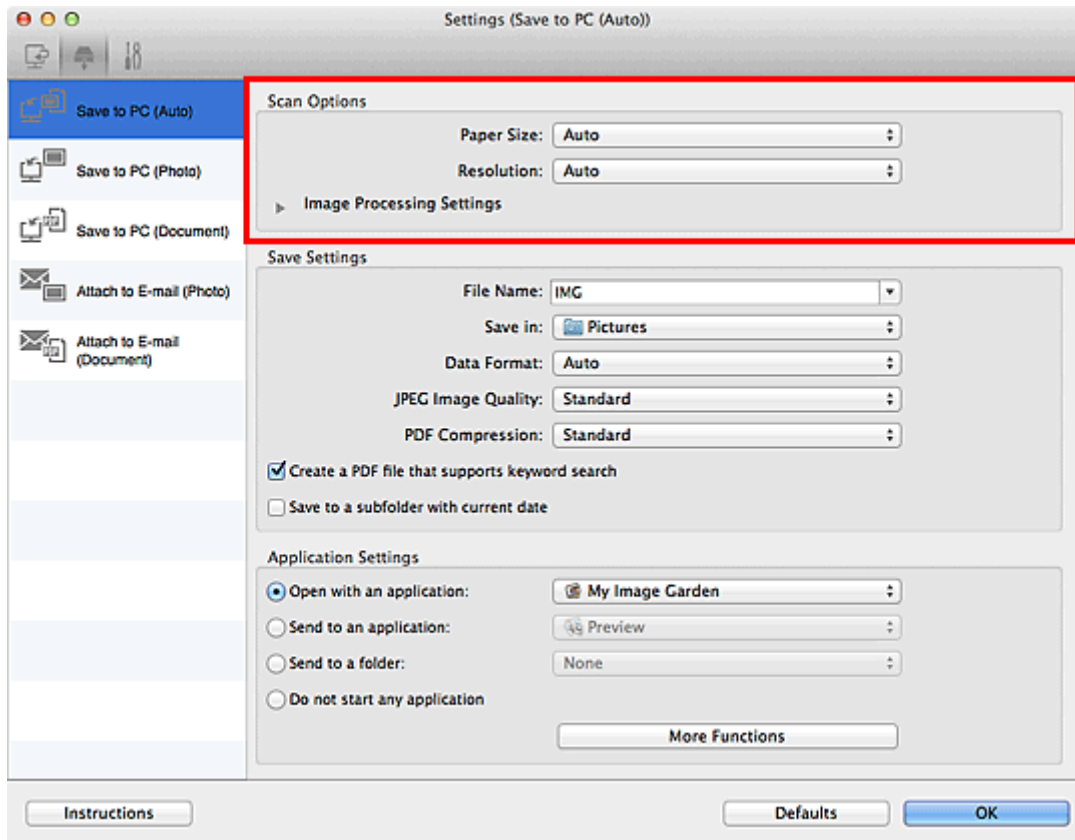 Settings (Save to PC (Auto))
Save to PC (Auto)
Save to PC (Photo)
Save to PC (Document)
Attach to E-mail (Photo)
Attach to E-mail
(Document)
Scan Options
Paper Size: Auto
Resolution: Auto
Image Processing Settings
Save Settings
File Name: IMG
Save in: Pictures
Data Format: Auto
JPEG Image Quality: Standard
PDF Compression: Standard
Create a PDF file that supports keyword search
Save to a subfolder with current date
Application Settings
Open with an application: My Image Garden
Send to an application: Preview
Send to a folder: None
Do not start any application
More Functions
Instructions Defaults OK